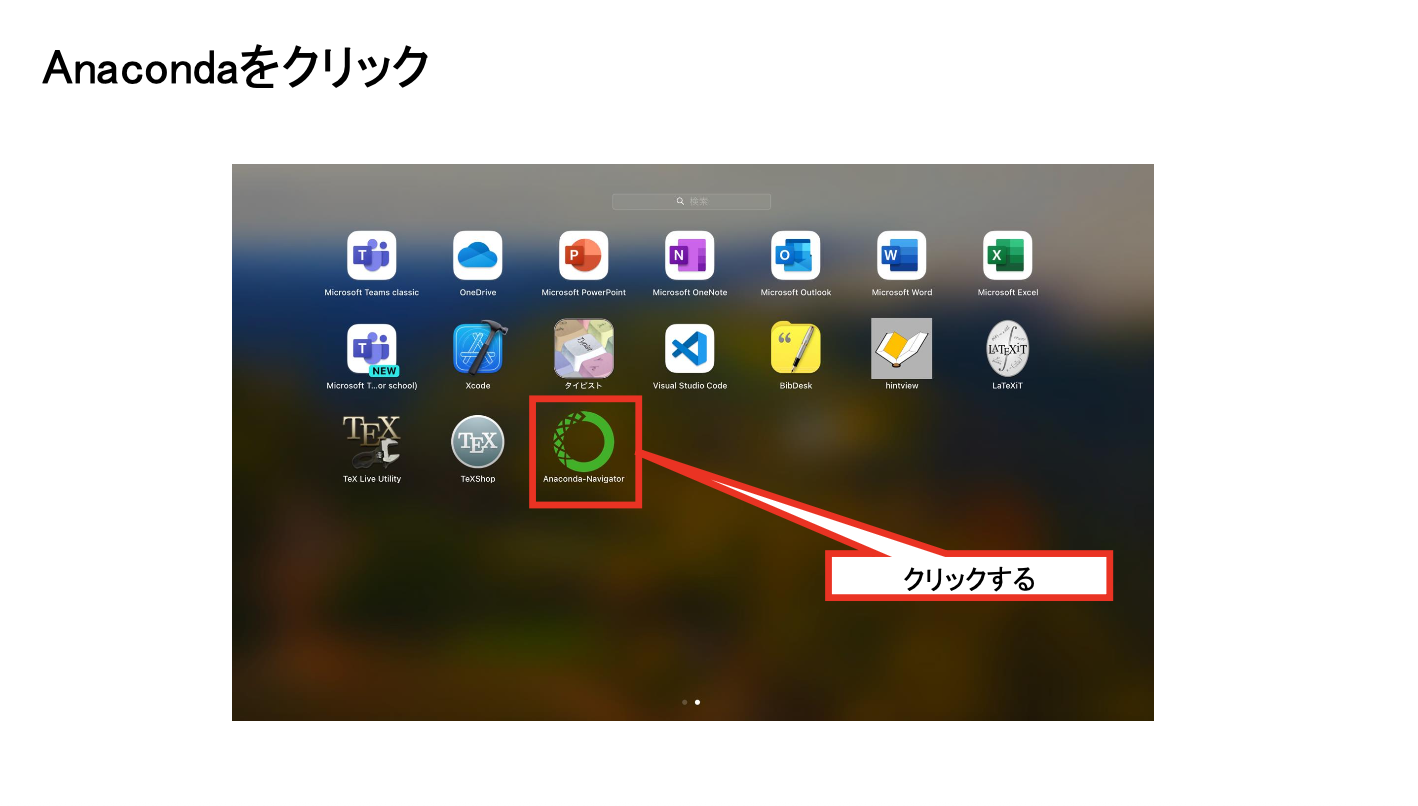 Anacondaをクリック
検索
Microsoft Teams classic OneDrive Microsoft PowerPoint Microsoft OneNote Microsoft Outlook Microsoft Word Microsoft Excel
NEW
Microsoft T...or school) Xcode タイピスト Visual Studio Code BibDesk hintview LaTeXiT
TeX Live Utility TeXShop Anaconda-Navigator
クリックする